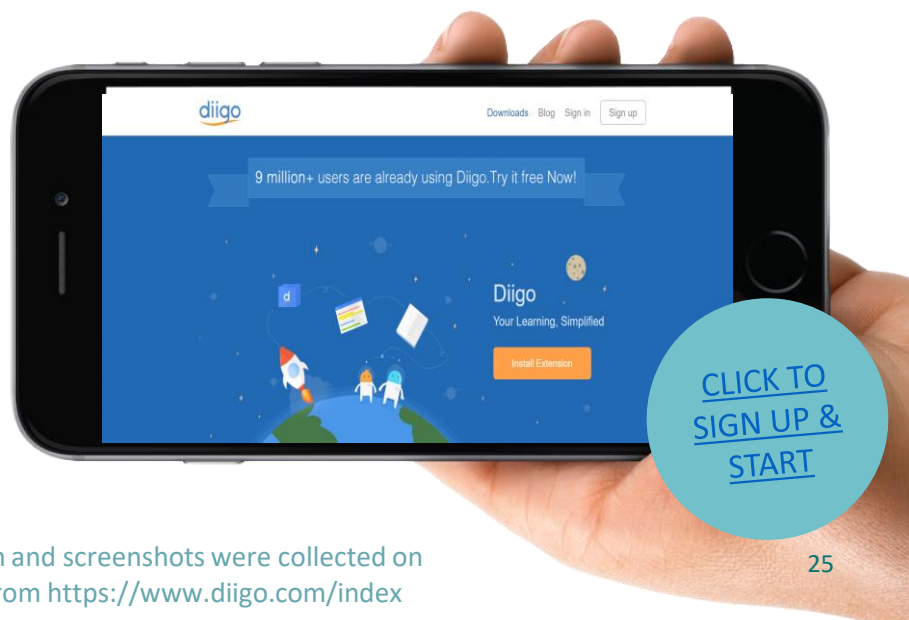 diigo
Downloads Blog Sign in Sign up
9 million+ users are already using Diigo.Try it free Now!
d
Diigo
Your Learning, Simplified
Install Extension
CLICK TO
SIGN UP &
START
and screenshots were collected on
from https://www.diigo.com/index
25